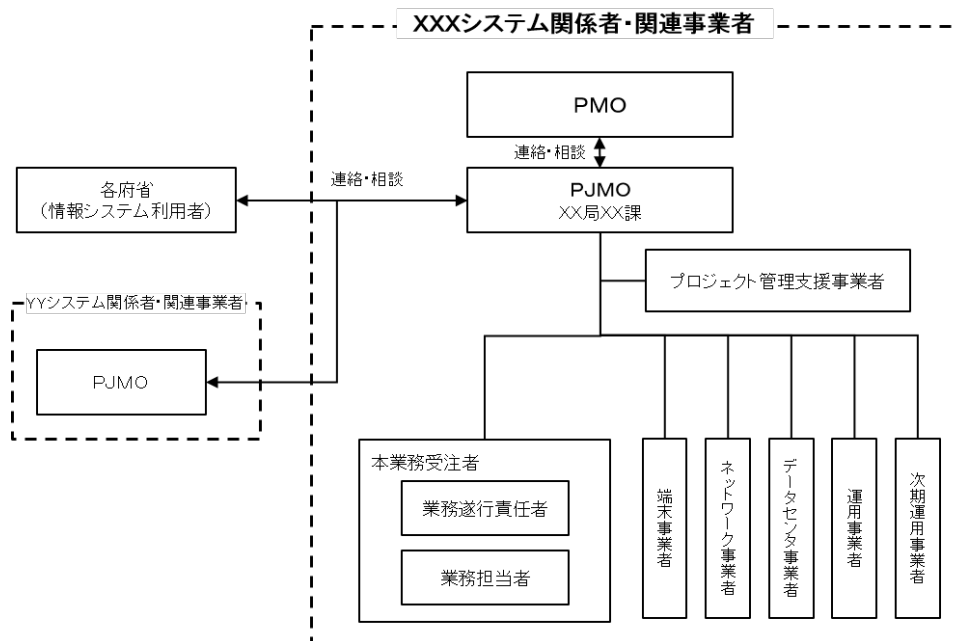 XXXシステム関係者・関連事業者
PMO
連絡・相談
連絡・相談
PJMO
XX局XX課
各府省
(情報システム利用者)
プロジェクト管理支援事業者
YYシステム関係者・関連事業者
PJMO
本業務受注者
業務遂行責任者
業務担当者
端末事業者
ネットワーク事業者
データセンタ事業者
運用事業者
次期運用事業者